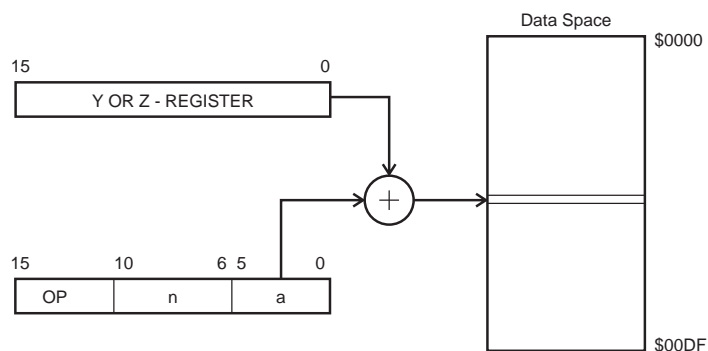 Data Space
$0000
15 0
Y OR Z - REGISTER
+
15 10 6 5 0
OP n a
$00DF